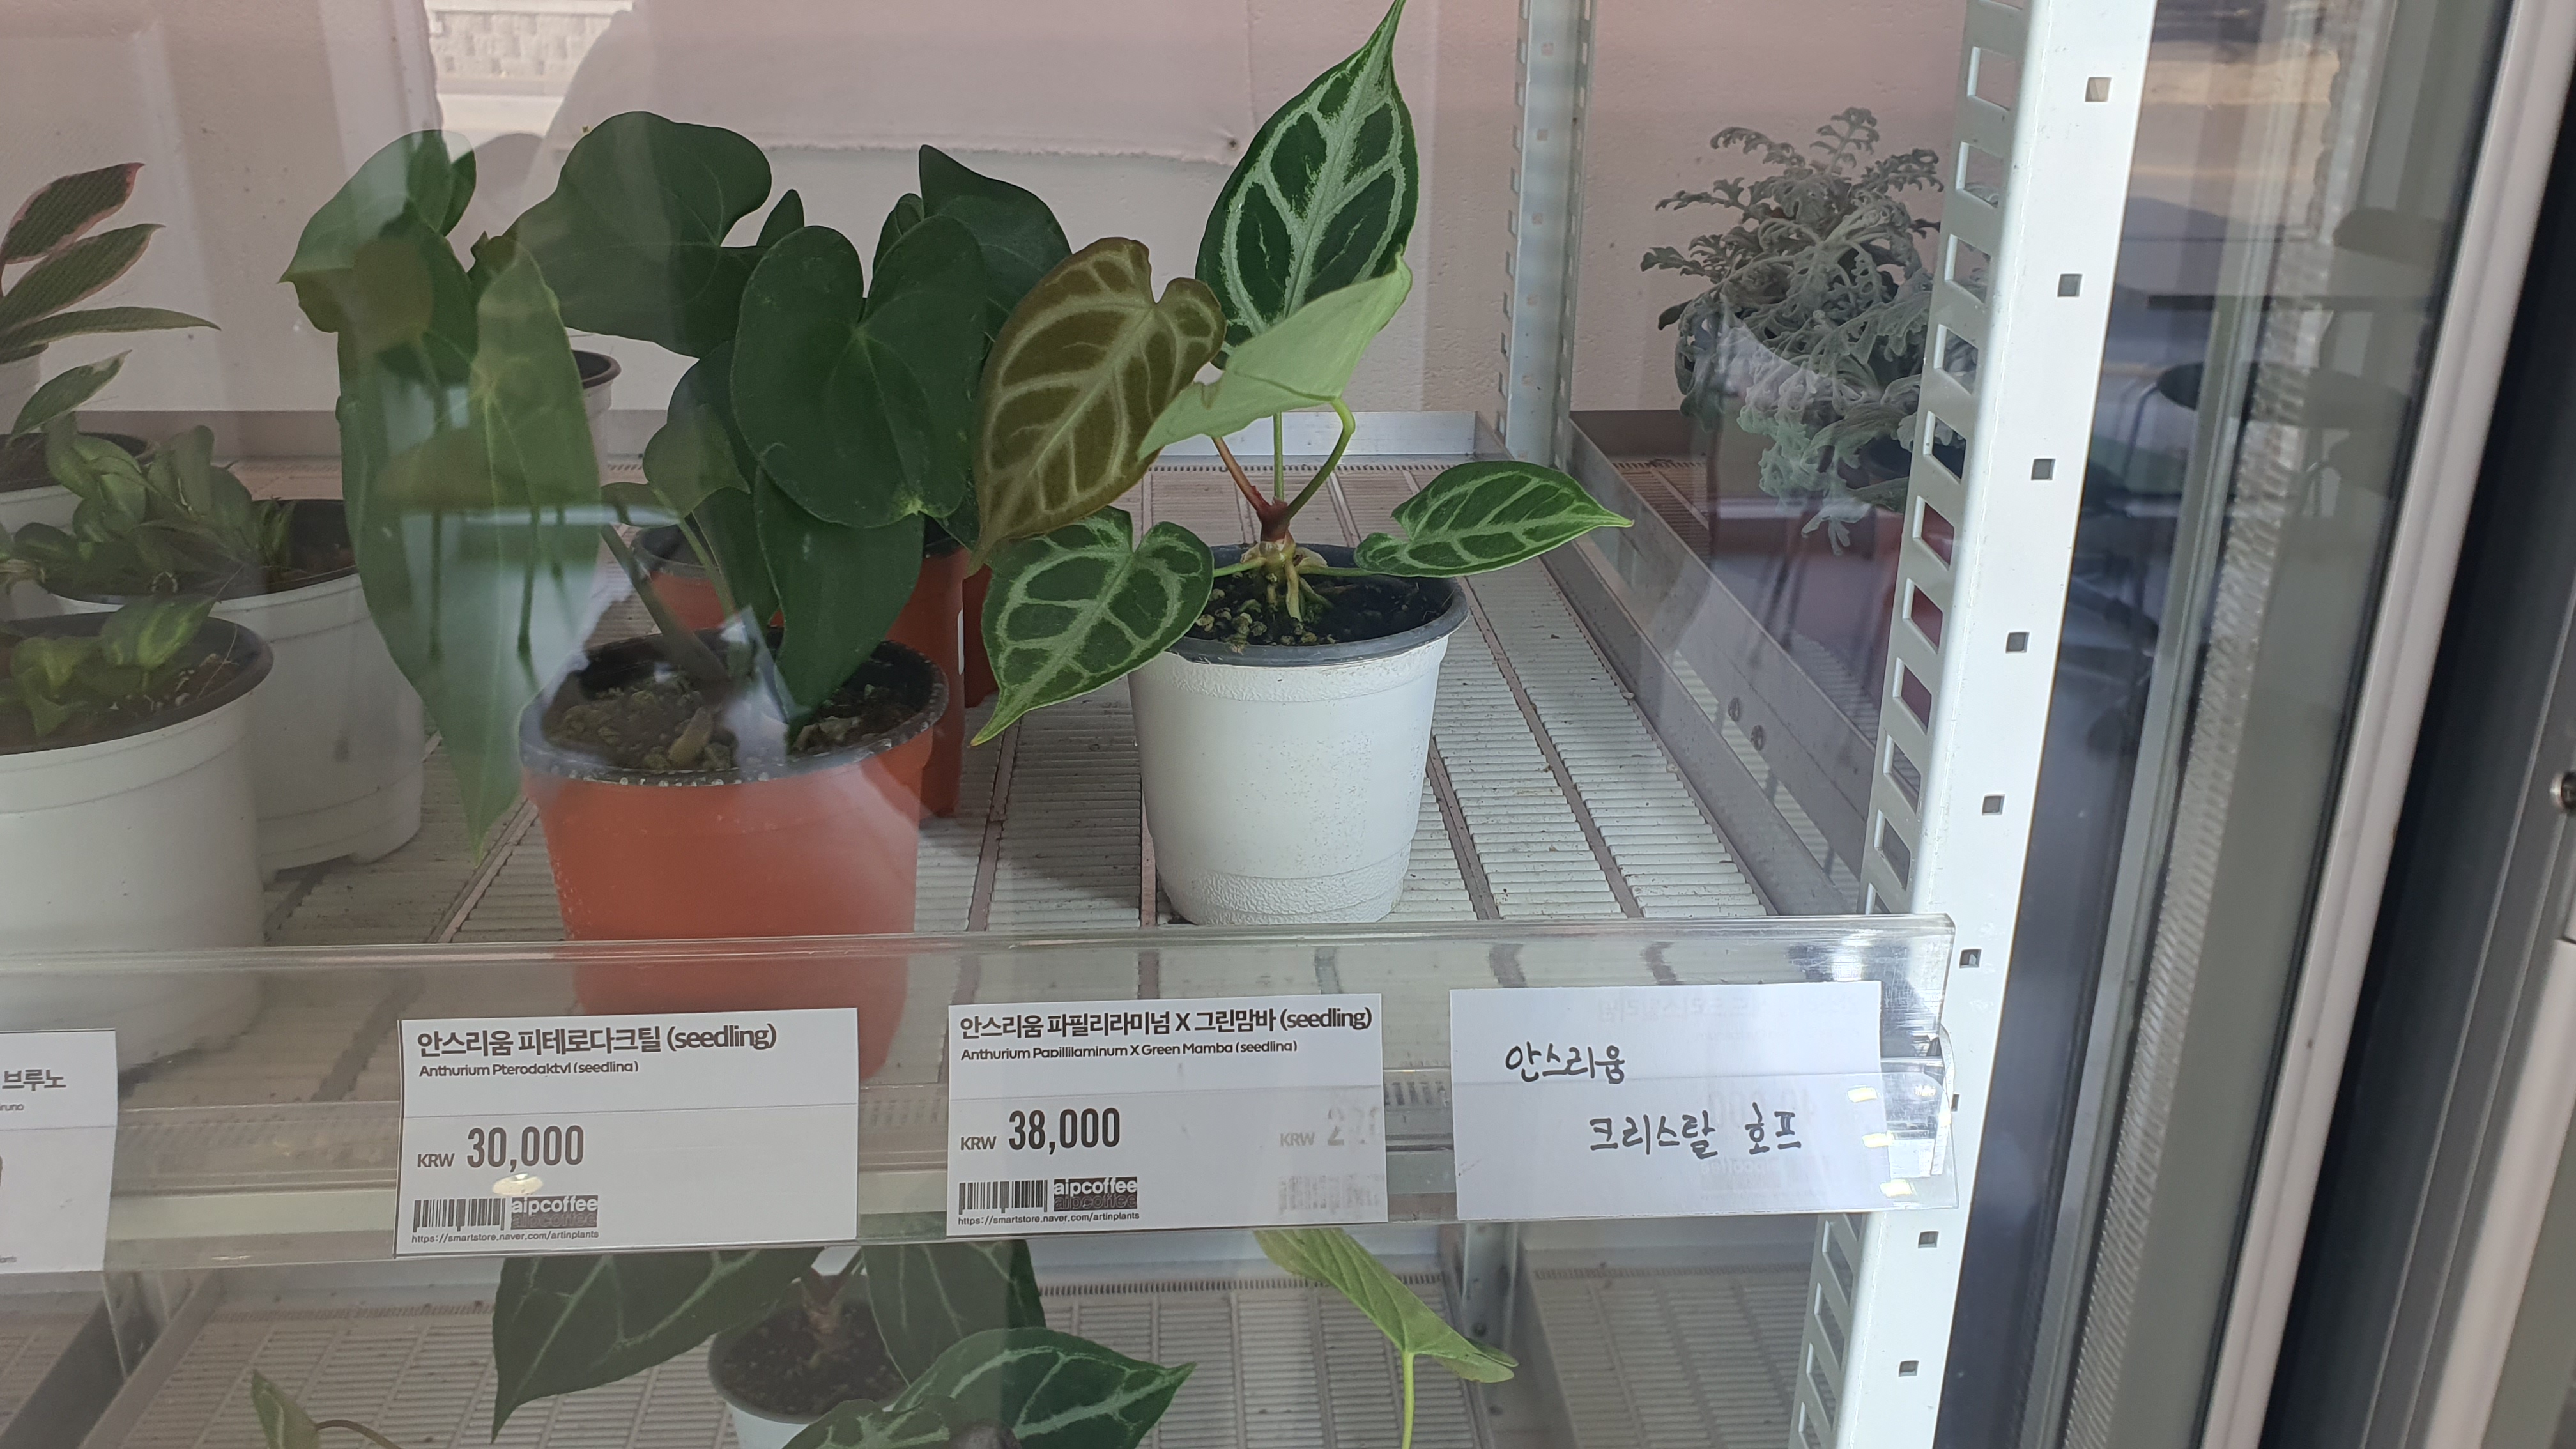 브루노
안스리움 피테로다크틸 (seedling)
Anthurium Pterodaktyl (seedling)
KRW 30,000
aipcoffee
https://smartstore.naver.com/artinplants
안스리움 파필리라미넘 X 그린맘바 (seedling)
Anthurium Papillilaminum X Green Mamba (seedling)
KRW 38,000
KRW
aipcoffee
https://smartstore.naver.com/artinplants
안스리움
크리스탈 호프